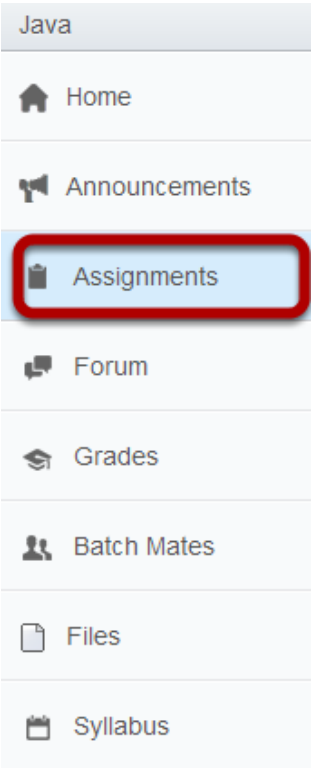 Java
Home
Announcements
Assignments
Forum
Grades
Batch Mates
Files
Syllabus